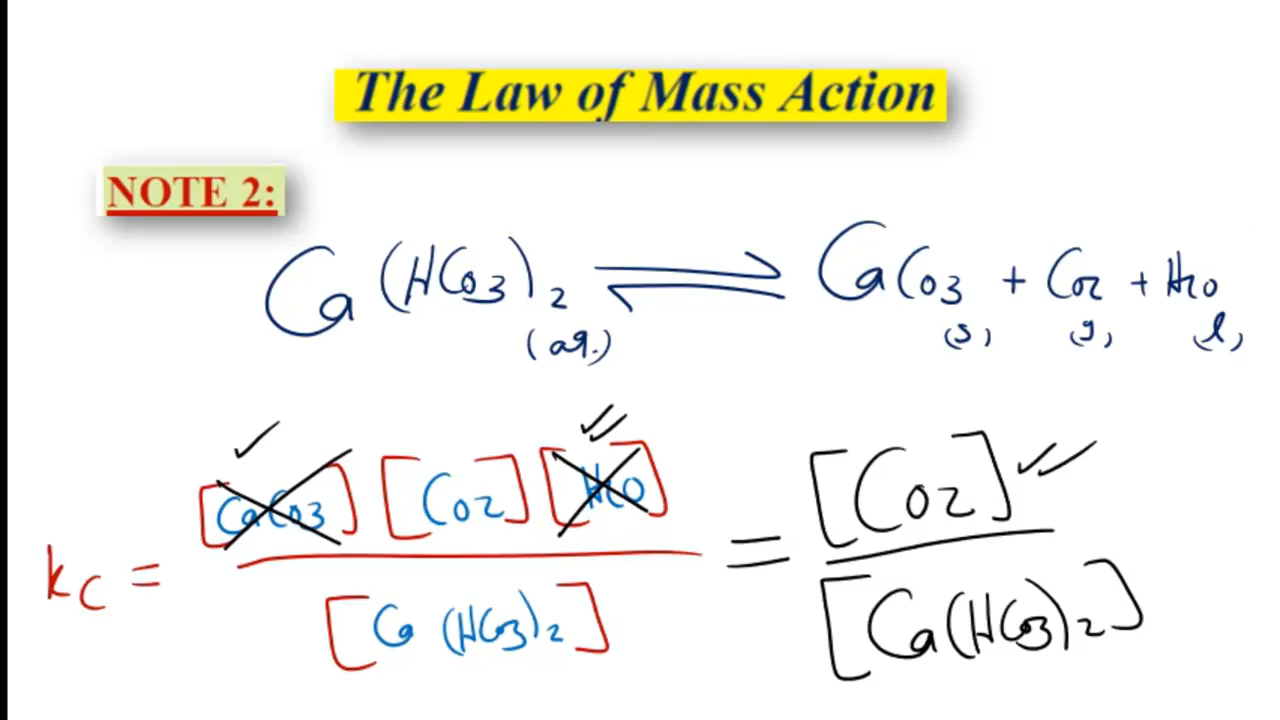 The Law of Mass Action
NOTE 2:
Ca(HCO3)2 ⇌ CaCO3 + CO2 + H2O
(aq.) (s) (g) (l)
[CaCO3] [CO2] [H2O] [CO2]
Kc = =
[Ca(HCO3)2] [Ca(HCO3)2]